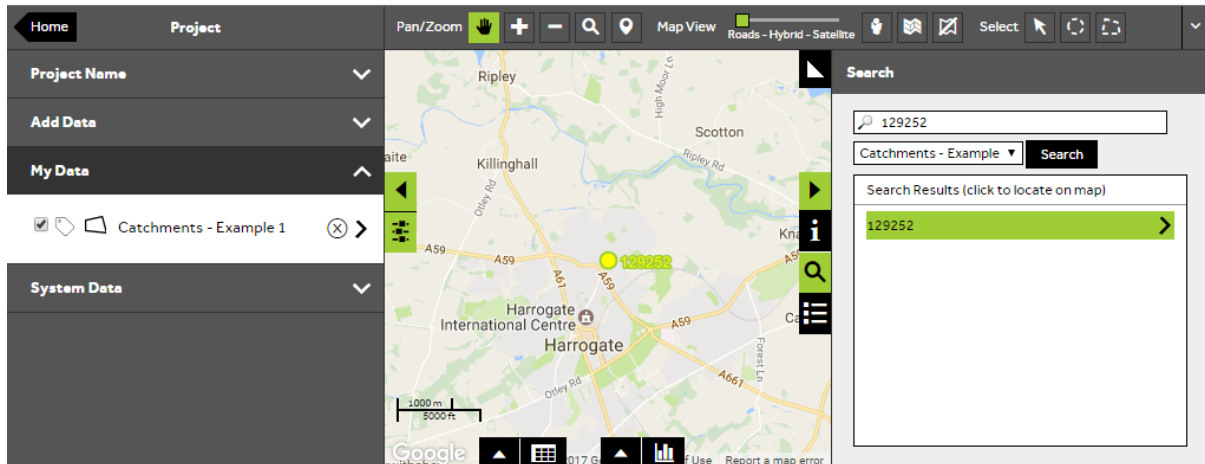 Home
Project
Project Name
Add Data
My Data
Catchments - Example 1
System Data
Pan/Zoom
Map View
Roads - Hybrid - Satellite
Select
Ripley
High Moor Ln
Scotton
Ripley Rd
Killinghall
Otley Rd
A59
A59
A61
A59
129252
Harrogate
International Centre
Harrogate
A59
Forest Ln
A661
Otley Rd
1000 m
5000 ft
Google
Report a map error
Search
129252
Catchments - Example
Search
Search Results (click to locate on map)
129252